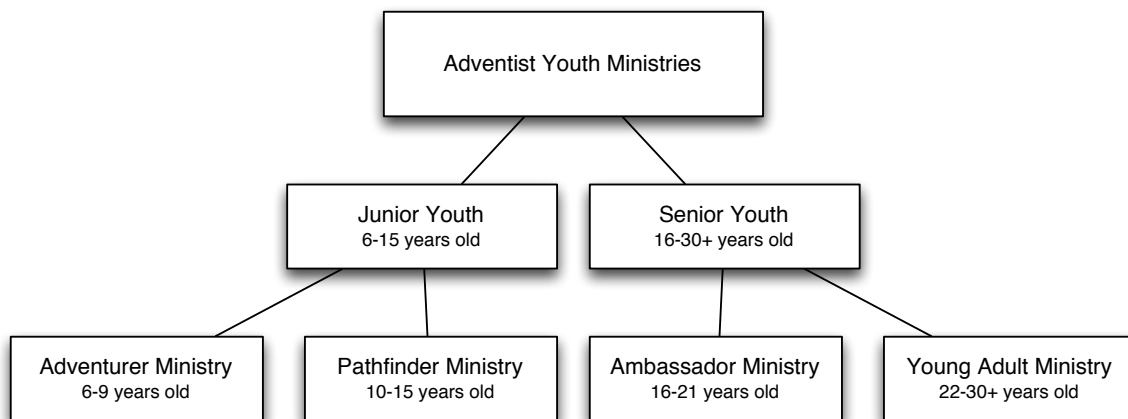 Adventist Youth Ministries
Junior Youth
6-15 years old
Senior Youth
16-30+ years old
Adventurer Ministry
6-9 years old
Pathfinder Ministry
10-15 years old
Ambassador Ministry
16-21 years old
Young Adult Ministry
22-30+ years old